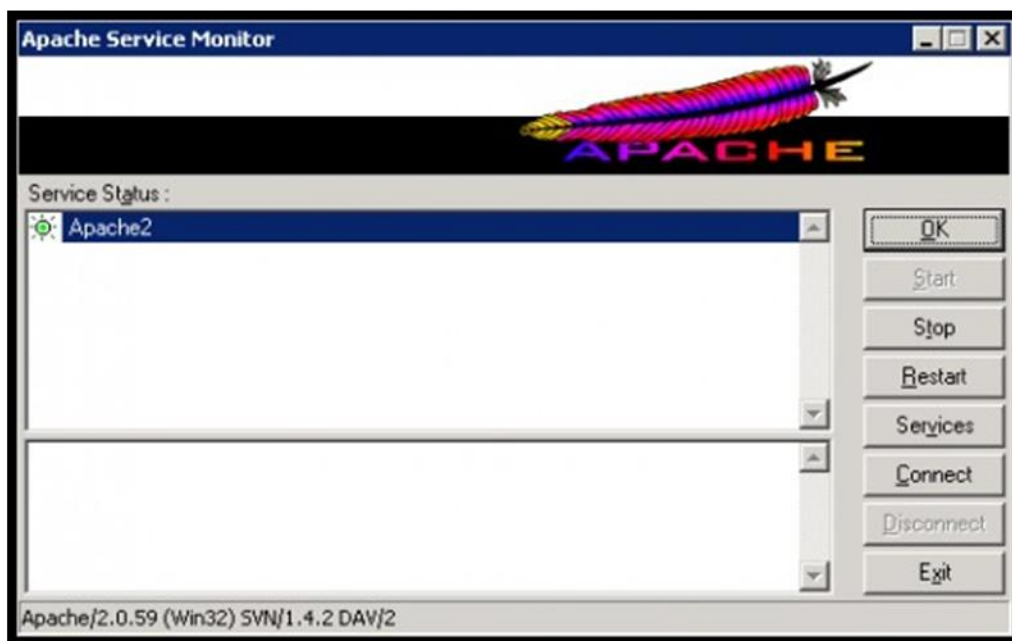 Apache Service Monitor
APACHE
Service Status :
Apache2
OK
Start
Stop
Restart
Services
Connect
Disconnect
Exit
Apache/2.0.59 (Win32) SVN/1.4.2 DAV/2